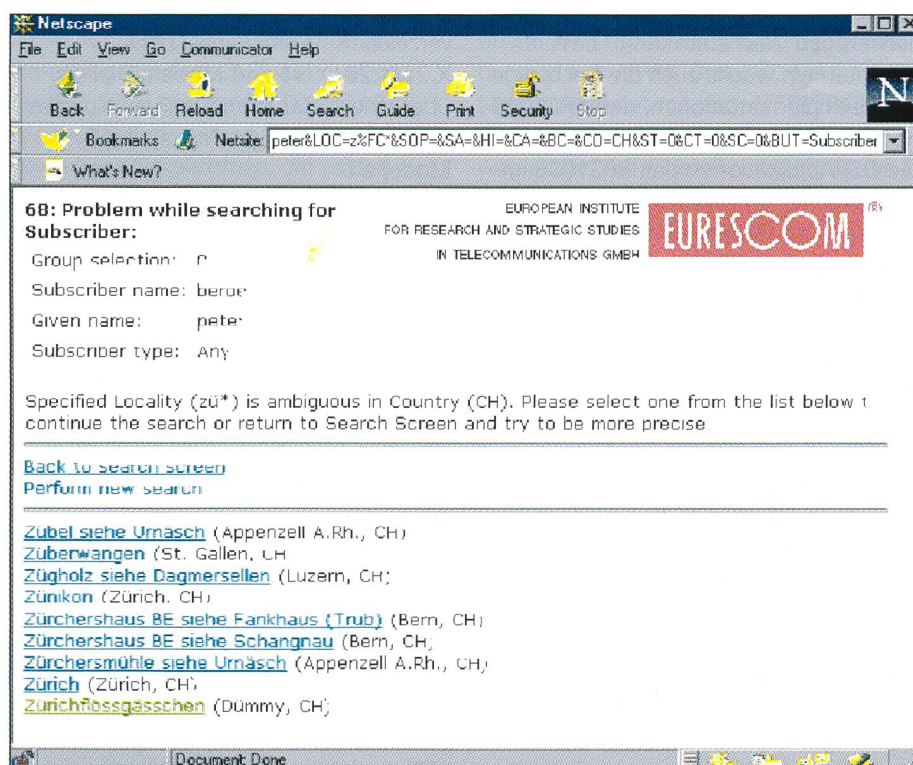 Netscape
File Edit View Go Communicator Help
Back Forward Reload Home Search Guide Print Security Stop
N
Bookmarks Netsite: peter&LOC=z%FC*&SOP=&SA=&HI=&CA=&BC=&CO=CH&ST=0&CT=0&SC=0&BUT=Subscriber
What's New?
68: Problem while searching for
Subscriber:
EUROPEAN INSTITUTE
FOR RESEARCH AND STRATEGIC STUDIES
IN TELECOMMUNICATIONS GMBH
EURESCOM ®
Group selection:
Subscriber name:
Given name: peter
Subscriber type: Any
Specified Locality (zü*) is ambiguous in Country (CH). Please select one from the list below t
continue the search or return to Search Screen and try to be more precise
Back to search screen
Perform new search
Zübel siehe Urnäsch (Appenzell A.Rh., CH)
Züberwangen (St. Gallen, CH
Zügholz siehe Dagmersellen (Luzern, CH)
Zünikon (Zürich, CH)
Zürchershaus BE siehe Fankhaus (Trub) (Bern, CH)
Zürchershaus BE siehe Schangnau (Bern, CH)
Zürchersmühle siehe Urnäsch (Appenzell A.Rh., CH)
Zürich (Zürich, CH)
Zürichflossgässchen (Dümmy, CH)
Document: Done